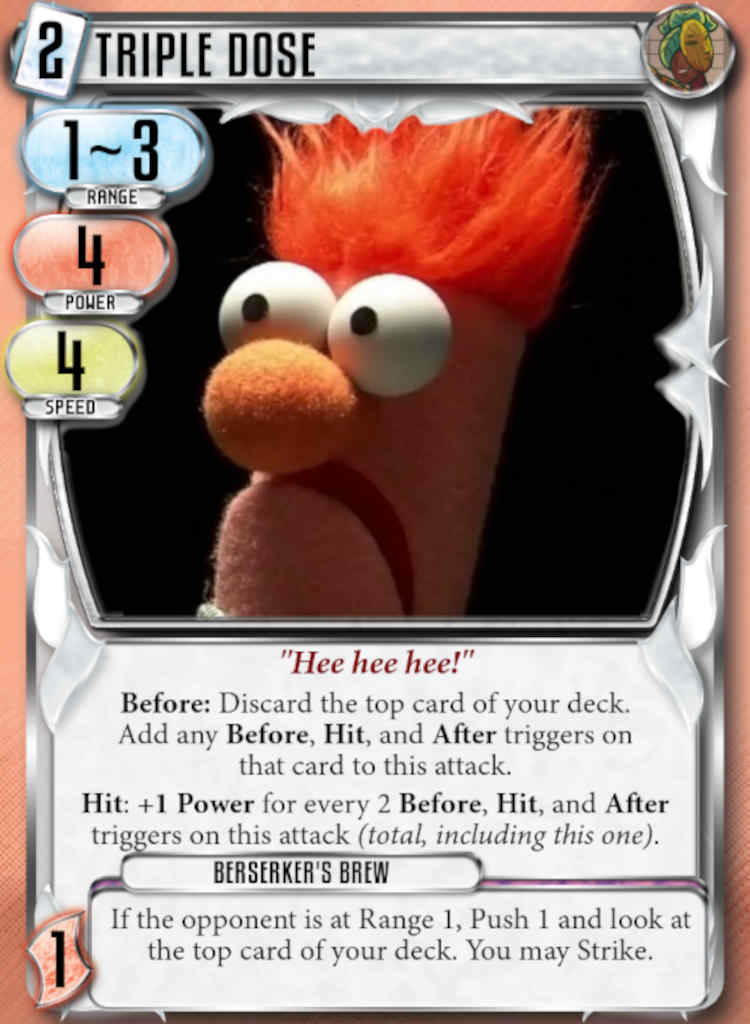 2 TRIPLE DOSE
1~3
RANGE
4
POWER
4
SPEED
"Hee hee hee!"
Before: Discard the top card of your deck.
Add any Before, Hit, and After triggers on
that card to this attack.
Hit: +1 Power for every 2 Before, Hit, and After
triggers on this attack (total, including this one).
BERSERKER'S BREW
1
If the opponent is at Range 1, Push 1 and look at
the top card of your deck. You may Strike.